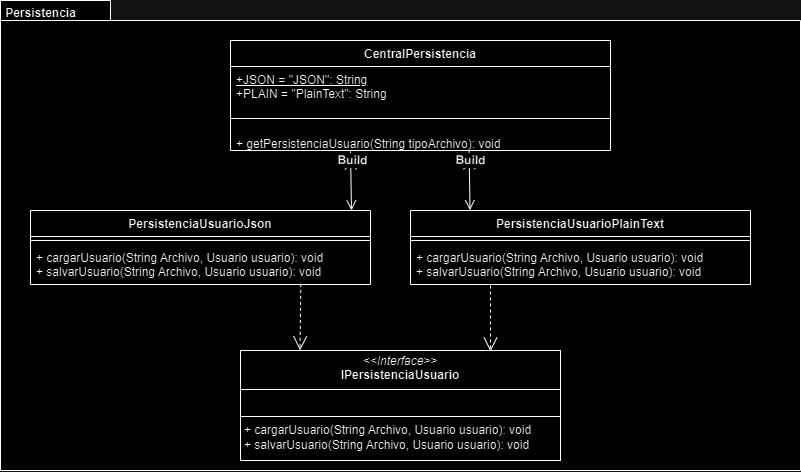 Persistencia
CentralPersistencia
+JSON = "JSON": String
+PLAIN = "PlainText": String
+ getPersistenciaUsuario(String tipoArchivo): void
Build Build
PersistenciaUsuarioJson
+ cargarUsuario(String Archivo, Usuario usuario): void
+ salvarUsuario(String Archivo, Usuario usuario): void
PersistenciaUsuarioPlainText
+ cargarUsuario(String Archivo, Usuario usuario): void
+ salvarUsuario(String Archivo, Usuario usuario): void
<<Interface>>
IPersistenciaUsuario
+ cargarUsuario(String Archivo, Usuario usuario): void
+ salvarUsuario(String Archivo, Usuario usuario): void